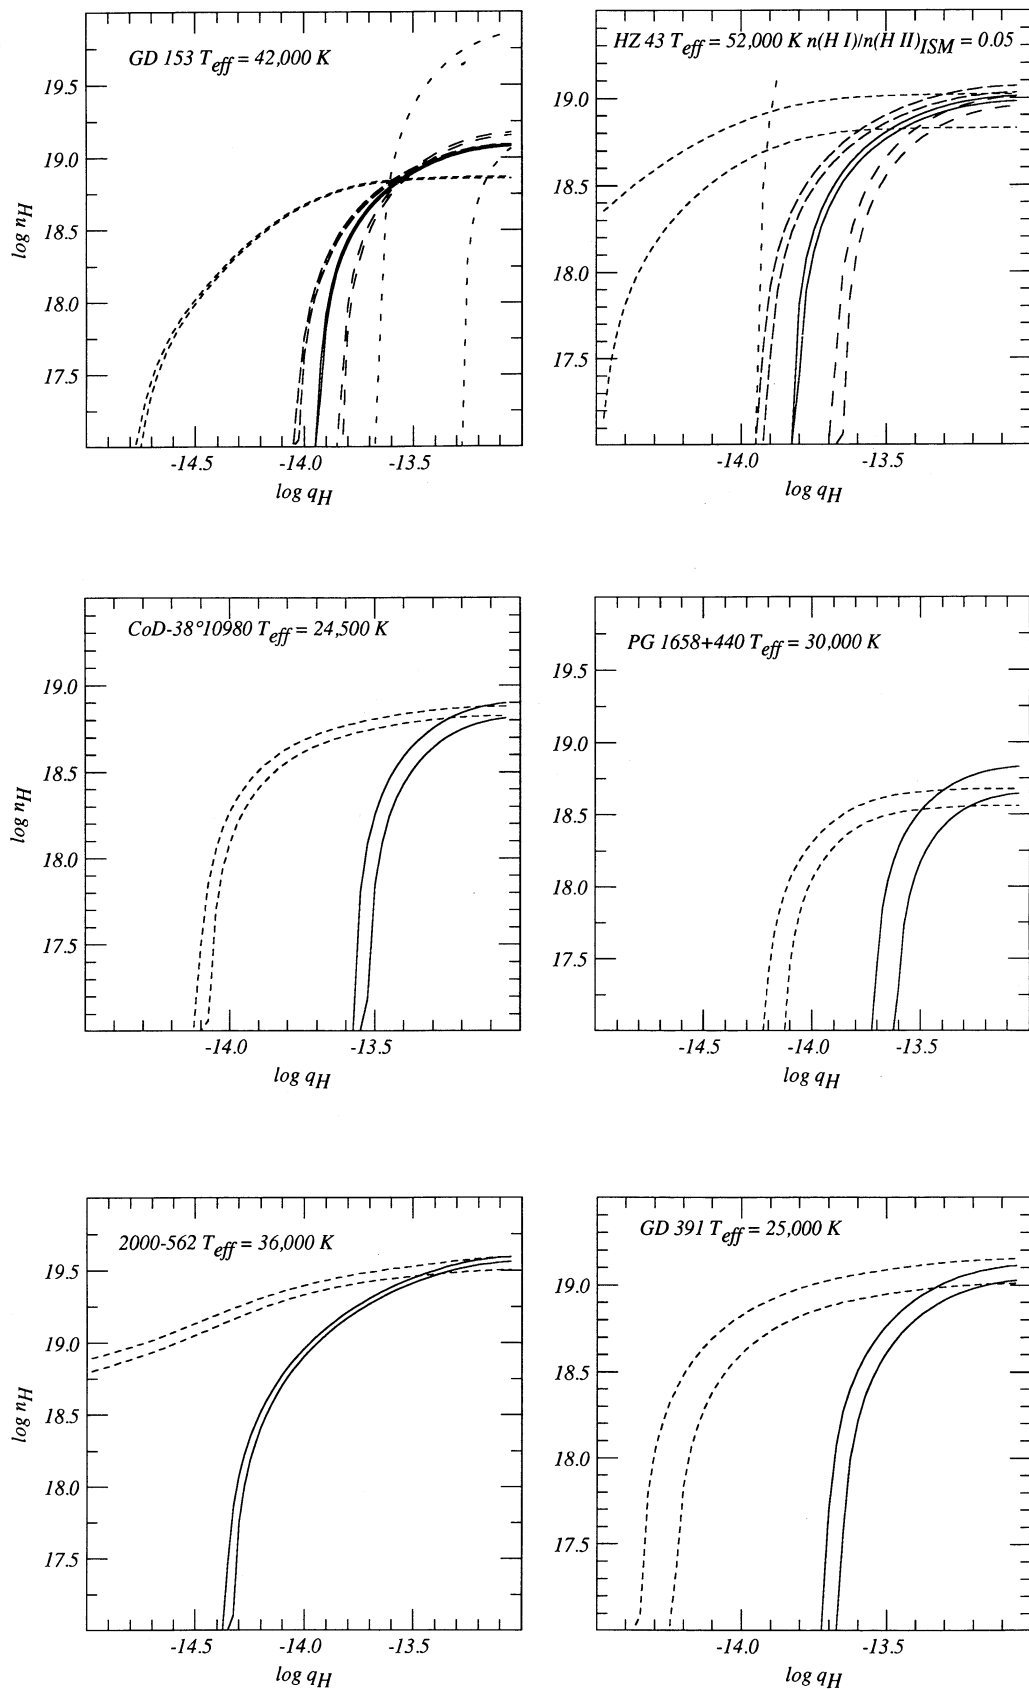 GD 153 Teff = 42,000 K
19.5
19.0
18.5
18.0
17.5
log nH
-14.5 -14.0 -13.5
log qH
HZ 43 Teff = 52,000 K n(H I)/n(H II)ISM = 0.05
19.0
18.5
18.0
17.5
-14.0 -13.5
log qH
CoD-38°10980 Teff = 24,500 K
19.0
18.5
18.0
17.5
log nH
-14.0 -13.5
log qH
PG 1658+440 Teff = 30,000 K
19.5
19.0
18.5
18.0
17.5
-14.5 -14.0 -13.5
log qH
2000-562 Teff = 36,000 K
19.5
19.0
18.5
18.0
17.5
log nH
-14.5 -14.0 -13.5
log qH
GD 391 Teff = 25,000 K
19.0
18.5
18.0
17.5
-14.0 -13.5
log qH